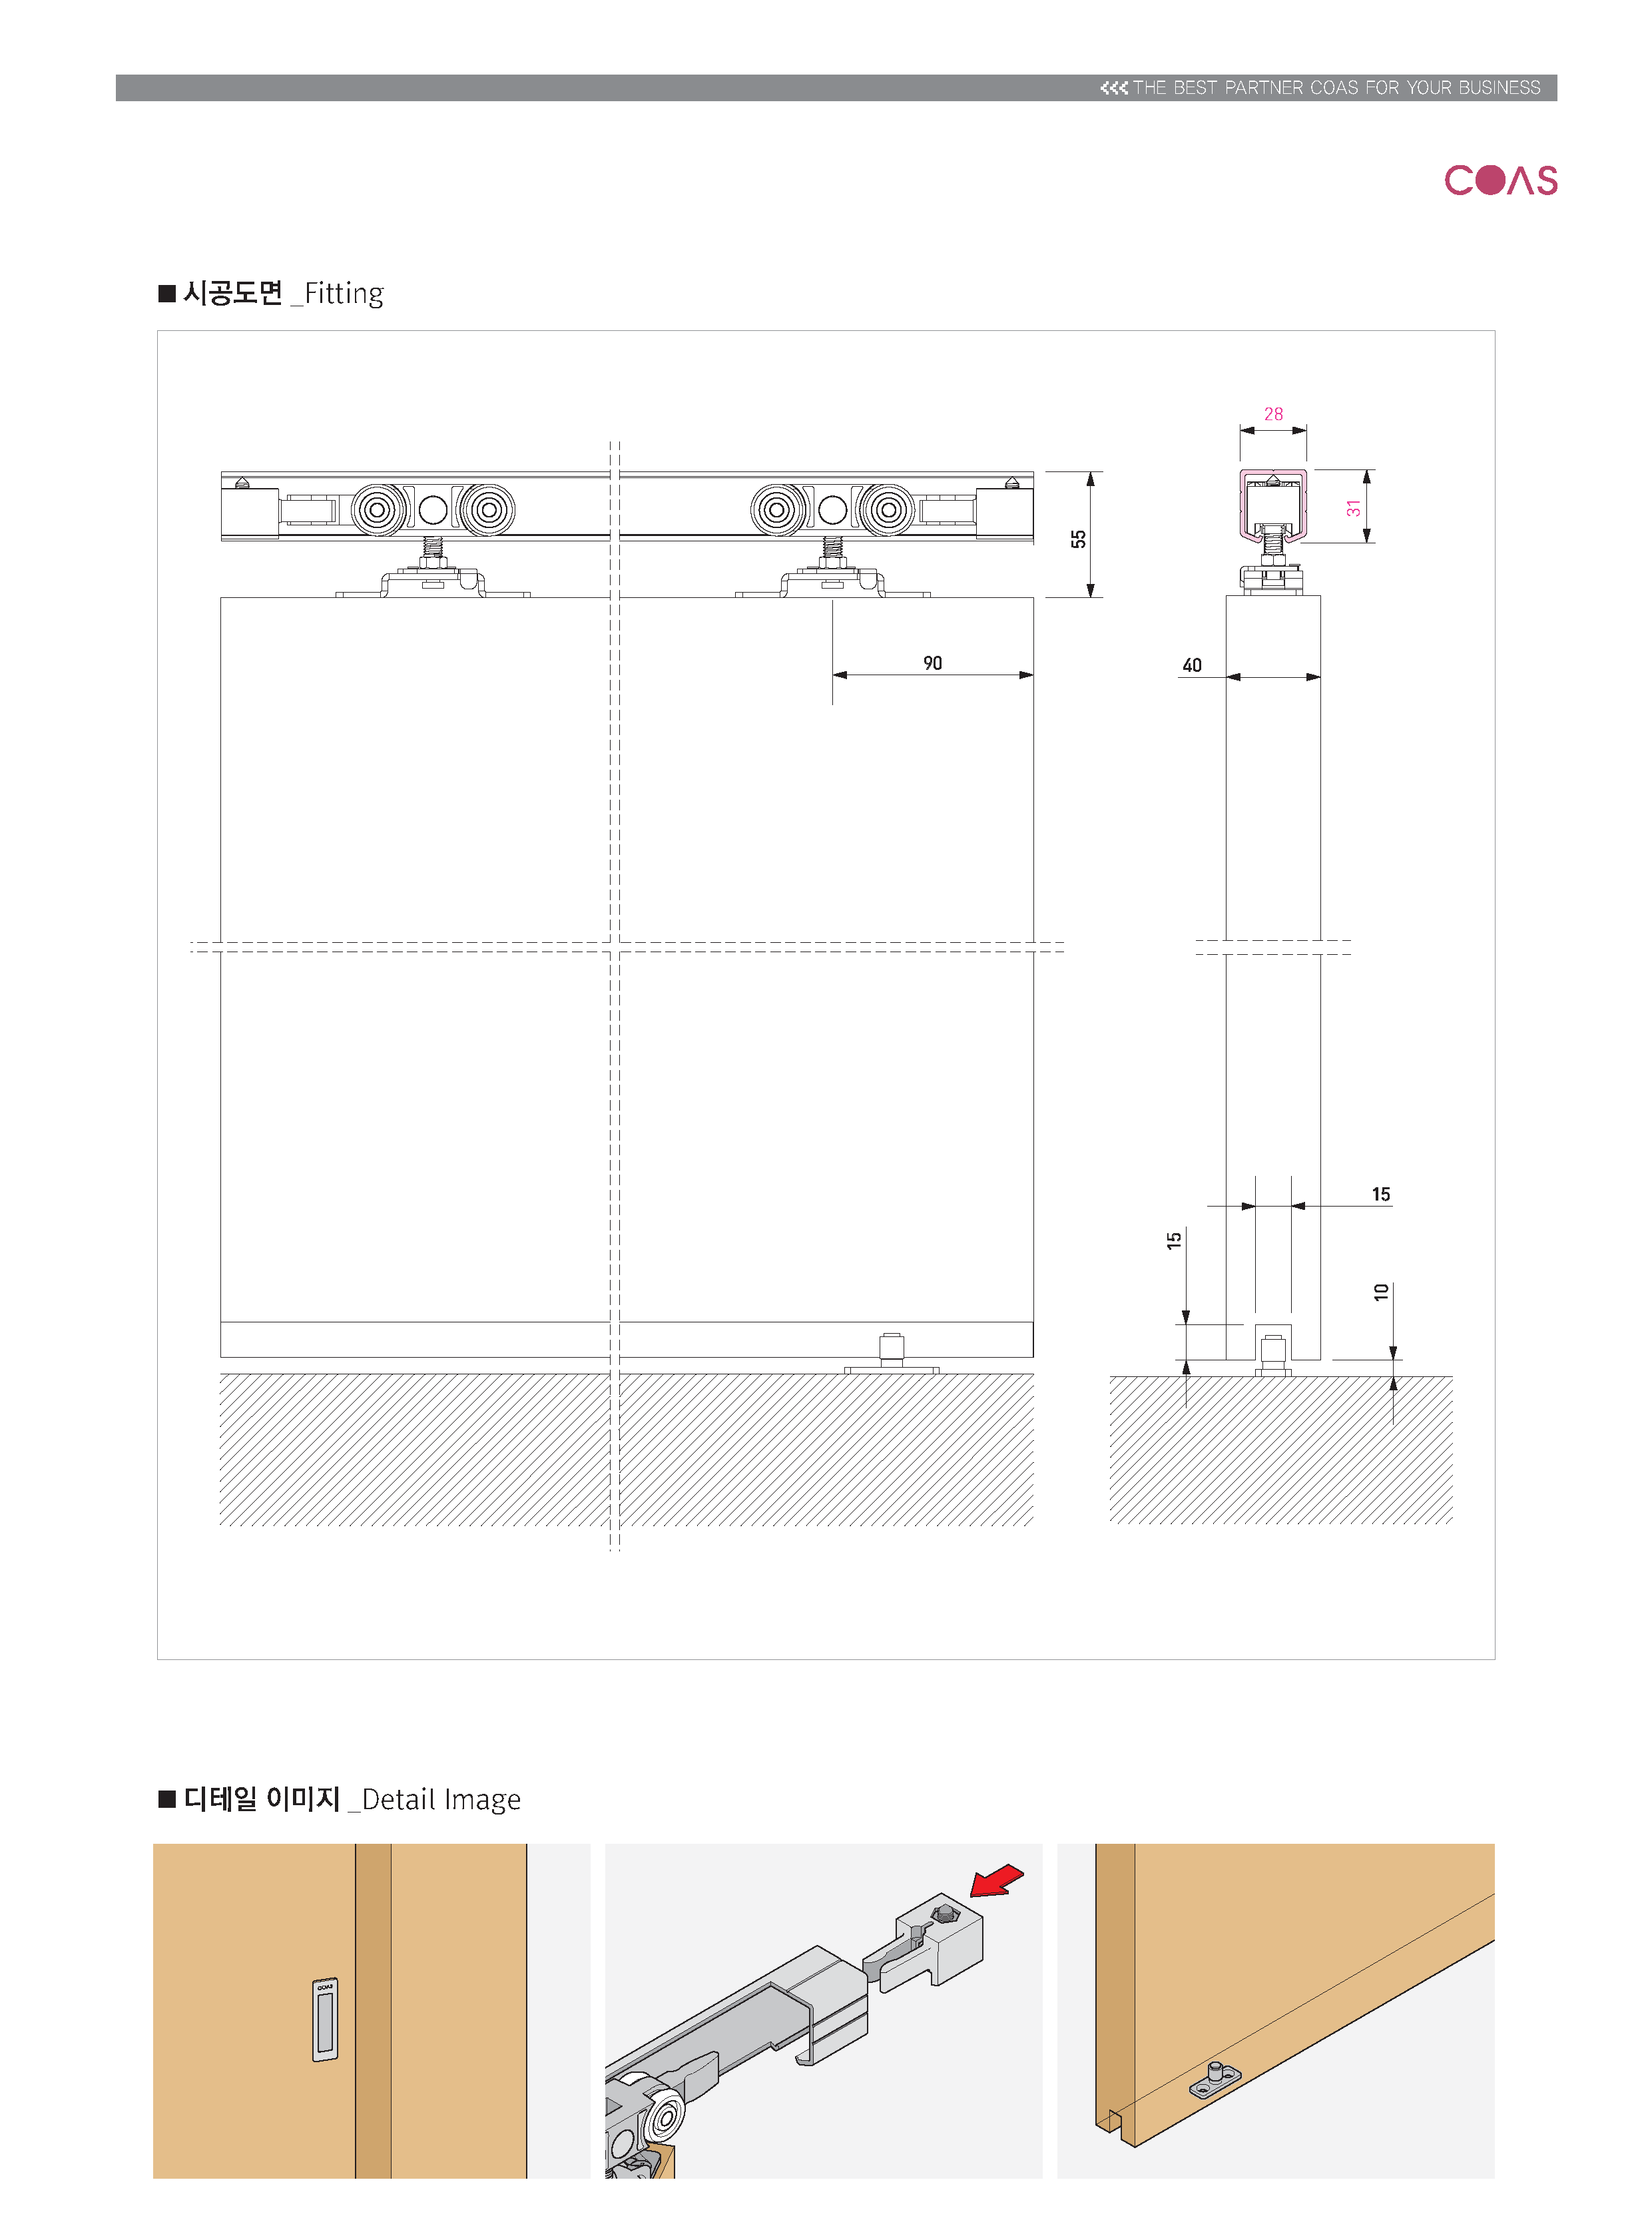 THE BEST PARTNER COAS FOR YOUR BUSINESS
COAS
■ 시공도면 _Fitting
28
31
55
90
40
15
15
10
■ 디테일 이미지 _Detail Image
COAS